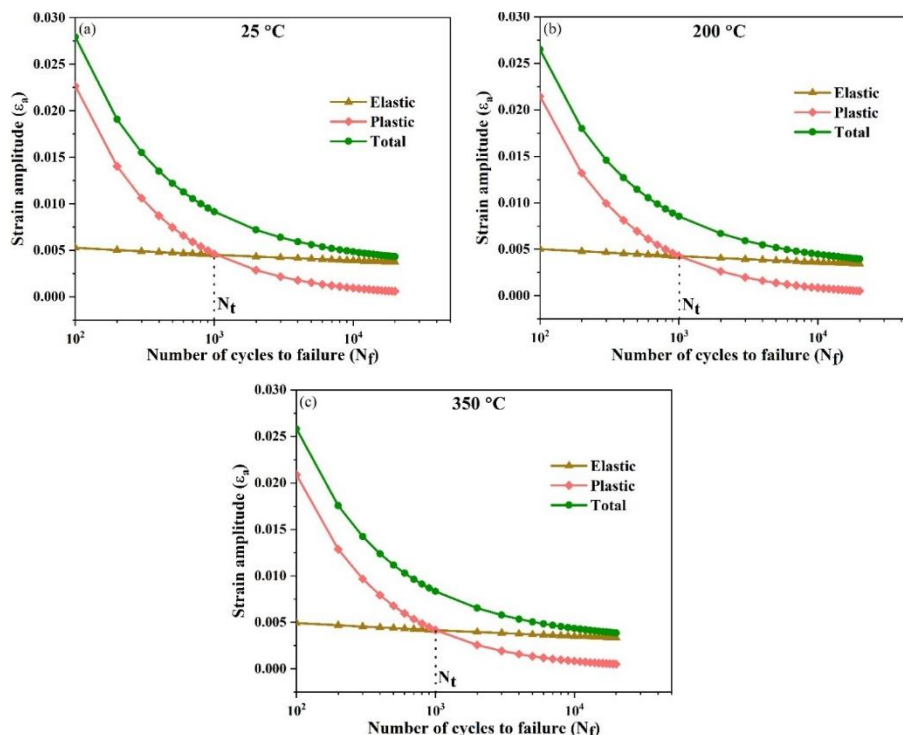 (a)
25 °C
0.030
0.025
0.020
0.015
0.010
0.005
0.000
Strain amplitude (εa)
Elastic
Plastic
Total
Nt
10²
10³
10⁴
Number of cycles to failure (Nf)
(b)
200 °C
0.030
0.025
0.020
0.015
0.010
0.005
0.000
Strain amplitude (εa)
Elastic
Plastic
Total
Nt
10²
10³
10⁴
Number of cycles to failure (Nf)
(c)
350 °C
0.030
0.025
0.020
0.015
0.010
0.005
0.000
Strain amplitude (εa)
Elastic
Plastic
Total
Nt
10²
10³
10⁴
Number of cycles to failure (Nf)